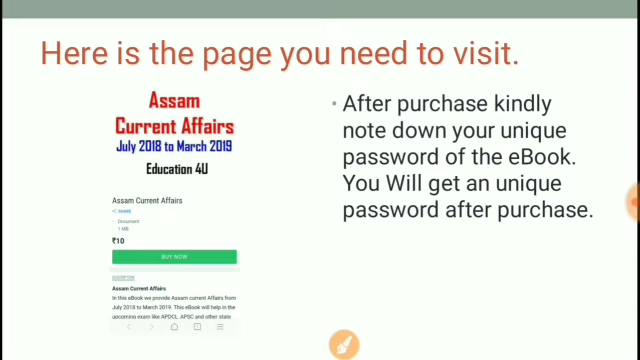 Here is the page you need to visit.
Assam
Current Affairs
July 2018 to March 2019
Education 4U
Assam Current Affairs
SHARE
Document
1 MB
₹10
BUY NOW
Assam Current Affairs
In this eBook we provide Assam current Affairs from
July 2018 to March 2019. This eBook will help in the
upcoming exam like APDCL, APSC and other state
• After purchase kindly
note down your unique
password of the eBook.
You Will get an unique
password after purchase.